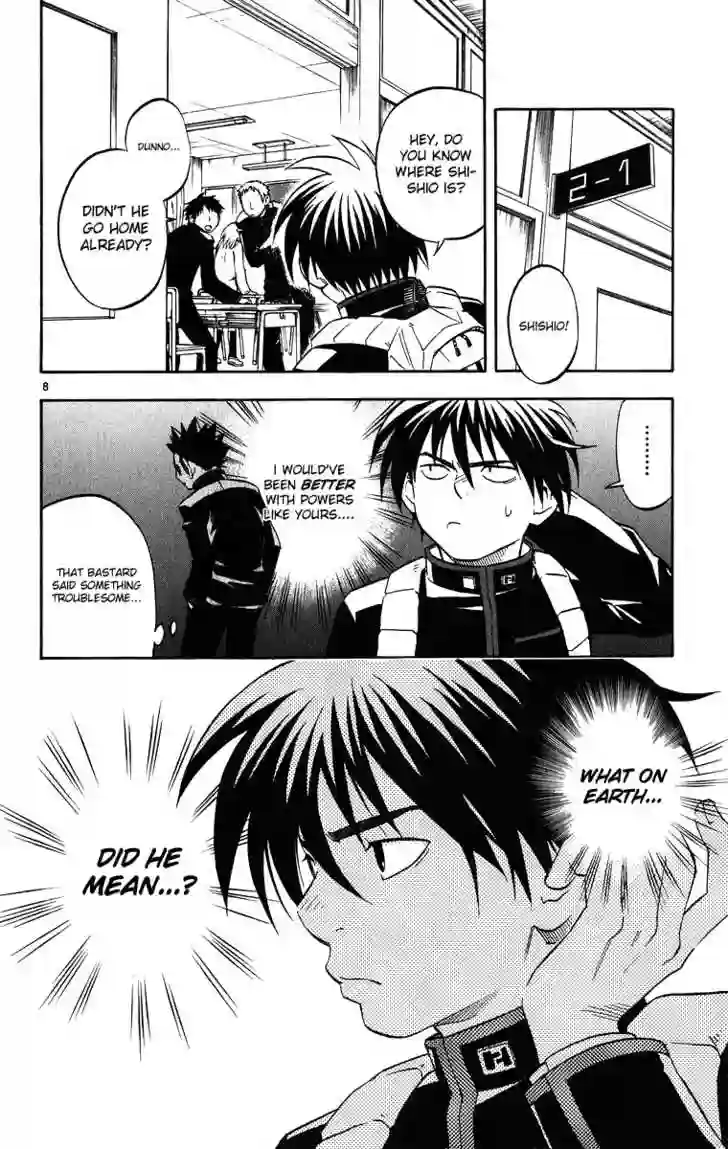 2-1
SHISHIO!
HEY, DO
YOU KNOW
WHERE SHI-
SHIO IS?
DUNNO...
DIDN'T HE
GO HOME
ALREADY?
8
.........
I WOULD'VE
BEEN BETTER
WITH POWERS
LIKE YOURS....
THAT BASTARD
SAID SOMETHING
TROUBLESOME...
WHAT ON
EARTH...
DID HE
MEAN...?
H
H